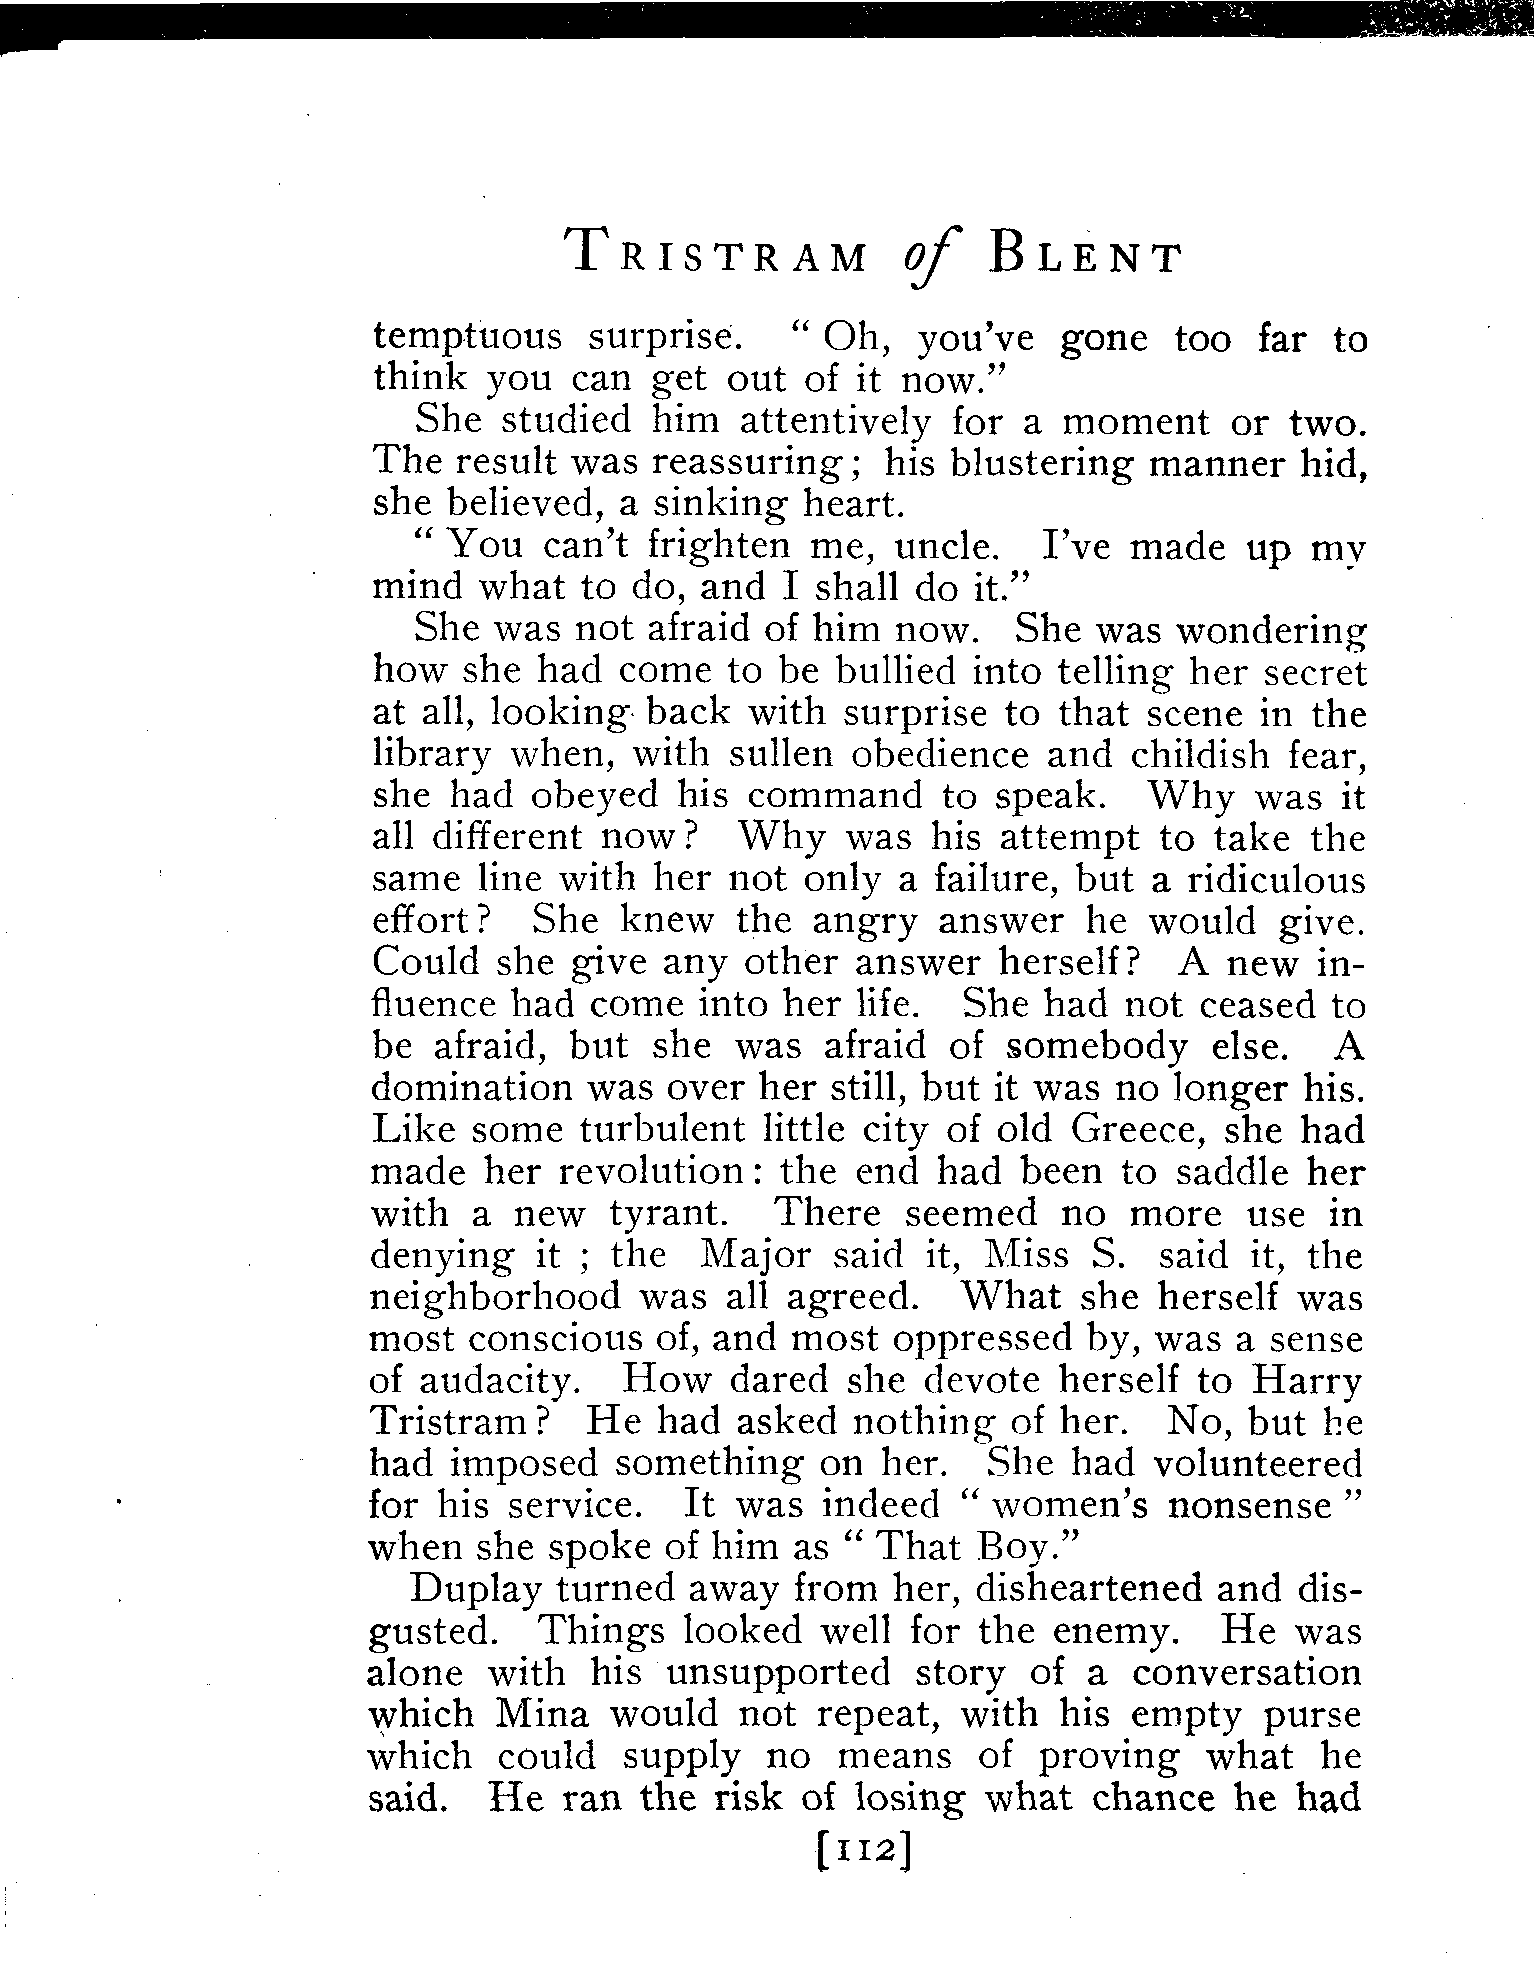 TRISTRAM of BLENT
temptuous surprise. " Oh, you've gone too far to
think you can get out of it now."
She studied him attentively for a moment or two.
The result was reassuring; his blustering manner hid,
she believed, a sinking heart.
" You can't frighten me, uncle. I've made up my
mind what to do, and I shall do it."
She was not afraid of him now. She was wondering
how she had come to be bullied into telling her secret
at all, looking back with surprise to that scene in the
library when, with sullen obedience and childish fear,
she had obeyed his command to speak. Why was it
all different now? Why was his attempt to take the
same line with her not only a failure, but a ridiculous
effort? She knew the angry answer he would give.
Could she give any other answer herself? A new in-
fluence had come into her life. She had not ceased to
be afraid, but she was afraid of somebody else. A
domination was over her still, but it was no longer his.
Like some turbulent little city of old Greece, she had
made her revolution: the end had been to saddle her
with a new tyrant. There seemed no more use in
denying it ; the Major said it, Miss S. said it, the
neighborhood was all agreed. What she herself was
most conscious of, and most oppressed by, was a sense
of audacity. How dared she devote herself to Harry
Tristram? He had asked nothing of her. No, but he
had imposed something on her. She had volunteered
for his service. It was indeed " women's nonsense "
when she spoke of him as " That Boy."
Duplay turned away from her, disheartened and dis-
gusted. Things looked well for the enemy. He was
alone with his unsupported story of a conversation
which Mina would not repeat, with his empty purse
which could supply no means of proving what he
said. He ran the risk of losing what chance he had
[112]